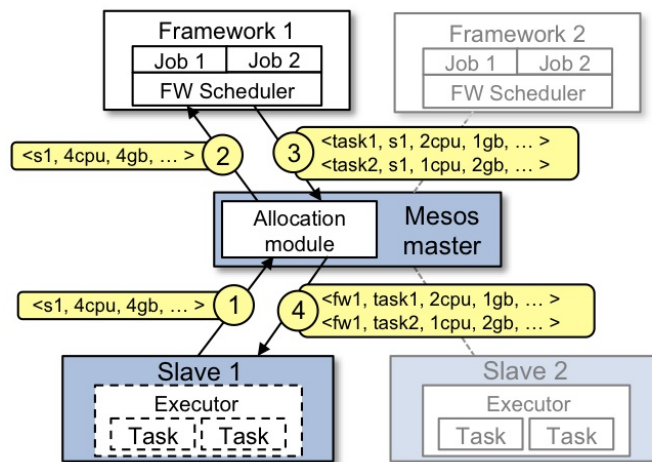 Framework 1
Job 1 Job 2
FW Scheduler
Framework 2
Job 1 Job 2
FW Scheduler
<s1, 4cpu, 4gb, … >
2
3
<task1, s1, 2cpu, 1gb, … >
<task2, s1, 1cpu, 2gb, … >
Allocation
module
Mesos
master
<s1, 4cpu, 4gb, … >
1
4
<fw1, task1, 2cpu, 1gb, … >
<fw1, task2, 1cpu, 2gb, … >
Slave 1
Executor
Task Task
Slave 2
Executor
Task Task